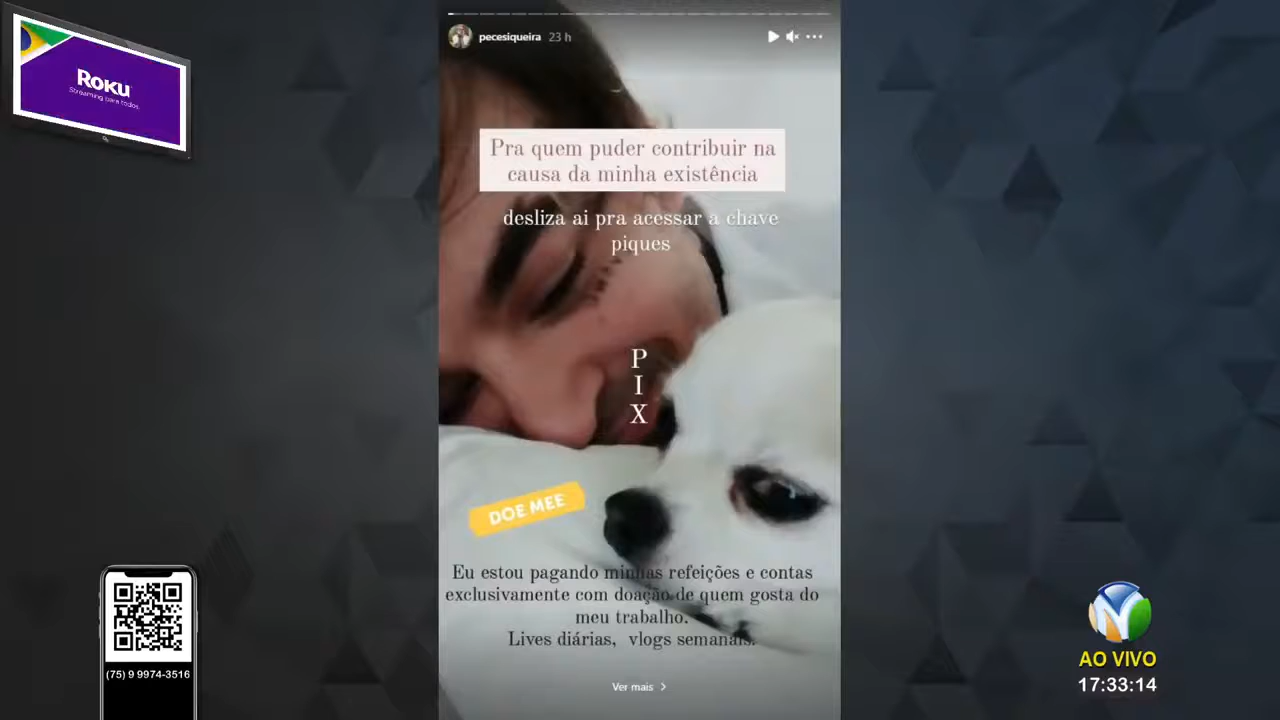 Roku
Streaming para todos.
pecesiqueira 23 h
Pra quem puder contribuir na
causa da minha existência
desliza ai pra acessar a chave
piques
P
I
X
DOE MEE
Eu estou pagando minhas refeições e contas
exclusivamente com doação de quem gosta do
meu trabalho.
Lives diárias, vlogs semanais.
Ver mais
(75) 9 9974-3516
AO VIVO
17:33:14